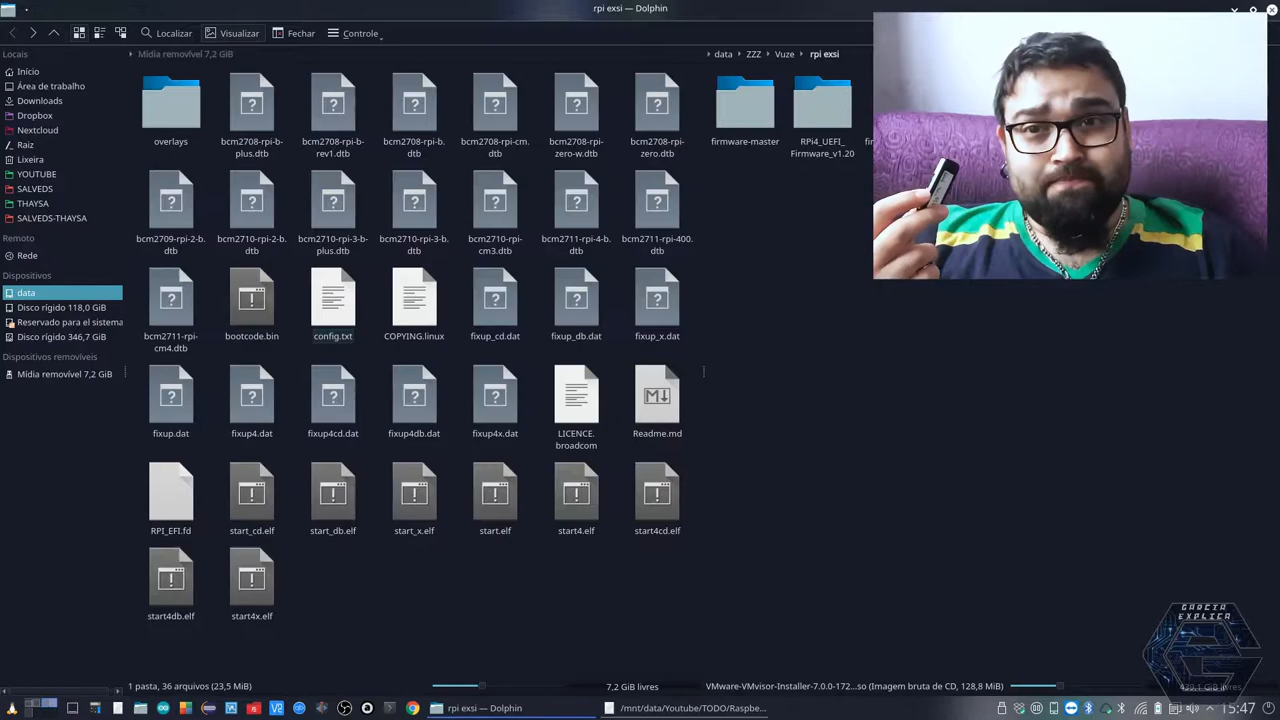 rpi exsi — Dolphin
Localizar
Visualizar
Fechar
Controle
Locais
Início
Área de trabalho
Downloads
Dropbox
Nextcloud
Raiz
Lixeira
YOUTUBE
SALVEDS
THAYSA
SALVEDS-THAYSA
Remoto
Rede
Dispositivos
data
Disco rígido 118,0 GiB
Reservado para el sistema
Disco rígido 346,7 GiB
Dispositivos removíveis
Mídia removível 7,2 GiB
Mídia removível 7,2 GiB
overlays
bcm2708-rpi-b-
plus.dtb
bcm2708-rpi-b-
rev1.dtb
bcm2708-rpi-b.
dtb
bcm2708-rpi-cm.
dtb
bcm2708-rpi-
zero-w.dtb
bcm2708-rpi-
zero.dtb
bcm2709-rpi-2-b.
dtb
bcm2710-rpi-2-b.
dtb
bcm2710-rpi-3-b-
plus.dtb
bcm2710-rpi-3-b.
dtb
bcm2710-rpi-
cm3.dtb
bcm2711-rpi-4-b.
dtb
bcm2711-rpi-400.
dtb
bcm2711-rpi-
cm4.dtb
bootcode.bin
config.txt
COPYING.linux
fixup_cd.dat
fixup_db.dat
fixup_x.dat
fixup.dat
fixup4.dat
fixup4cd.dat
fixup4db.dat
fixup4x.dat
LICENCE.
broadcom
Readme.md
RPI_EFI.fd
start_cd.elf
start_db.elf
start_x.elf
start.elf
start4.elf
start4cd.elf
start4db.elf
start4x.elf
1 pasta, 36 arquivos (23,5 MiB)
7,2 GiB livres
data > ZZZ > Vuze > rpi exsi
firmware-master
RPi4_UEFI_
Firmware_v1.20
VMware-VMvisor-Installer-7.0.0-172...so (Imagem bruta de CD, 128,8 MiB)
GARCIA
EXPLICA
rpi exsi — Dolphin
/mnt/data/Youtube/TODO/Raspbe...
15:47